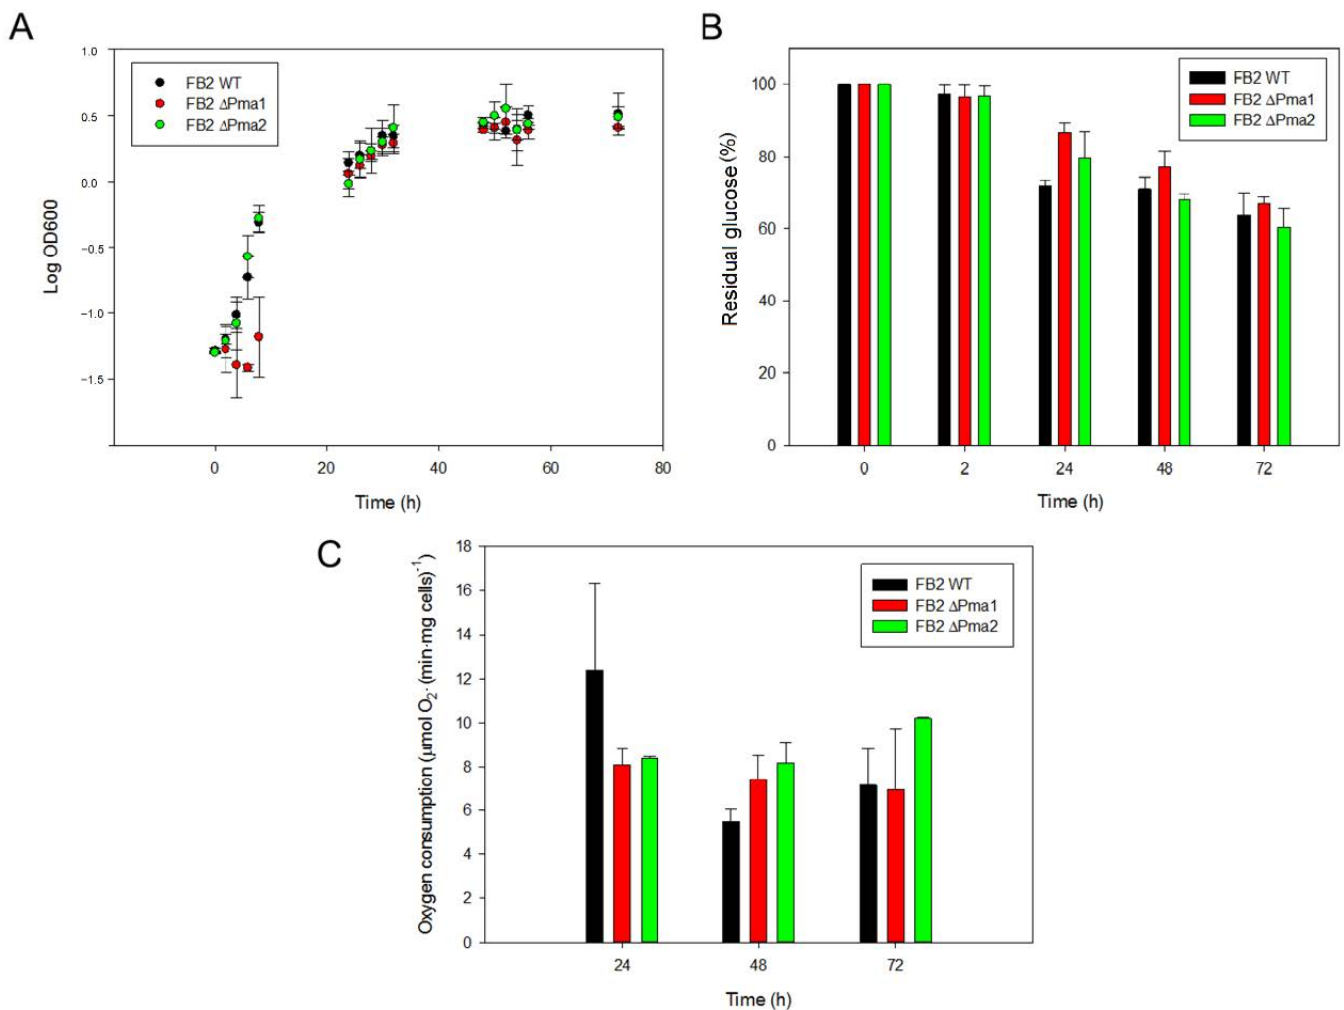 A
Log OD600
1.0
0.5
0.0
−0.5
−1.0
−1.5
FB2 WT
FB2 ΔPma1
FB2 ΔPma2
0 20 40 60 80
Time (h)
B
Residual glucose (%)
100
80
60
40
20
0
FB2 WT
FB2 ΔPma1
FB2 ΔPma2
0 2 24 48 72
Time (h)
C
Oxygen consumption (μmol O₂· (min·mg cells)⁻¹)
18
16
14
12
10
8
6
4
2
0
FB2 WT
FB2 ΔPma1
FB2 ΔPma2
24 48 72
Time (h)